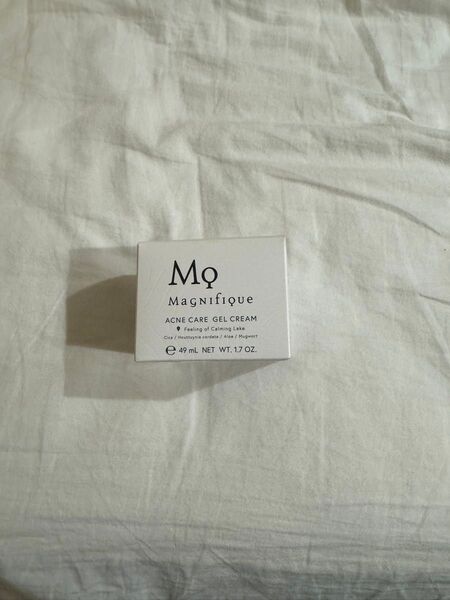 Mq
Magnifique
ACNE CARE GEL CREAM
Feeling of Calming Lake
Cica / Houttuynia cordata / Aloe / Mugwort
℮ 49 mL NET WT. 1.7 OZ.